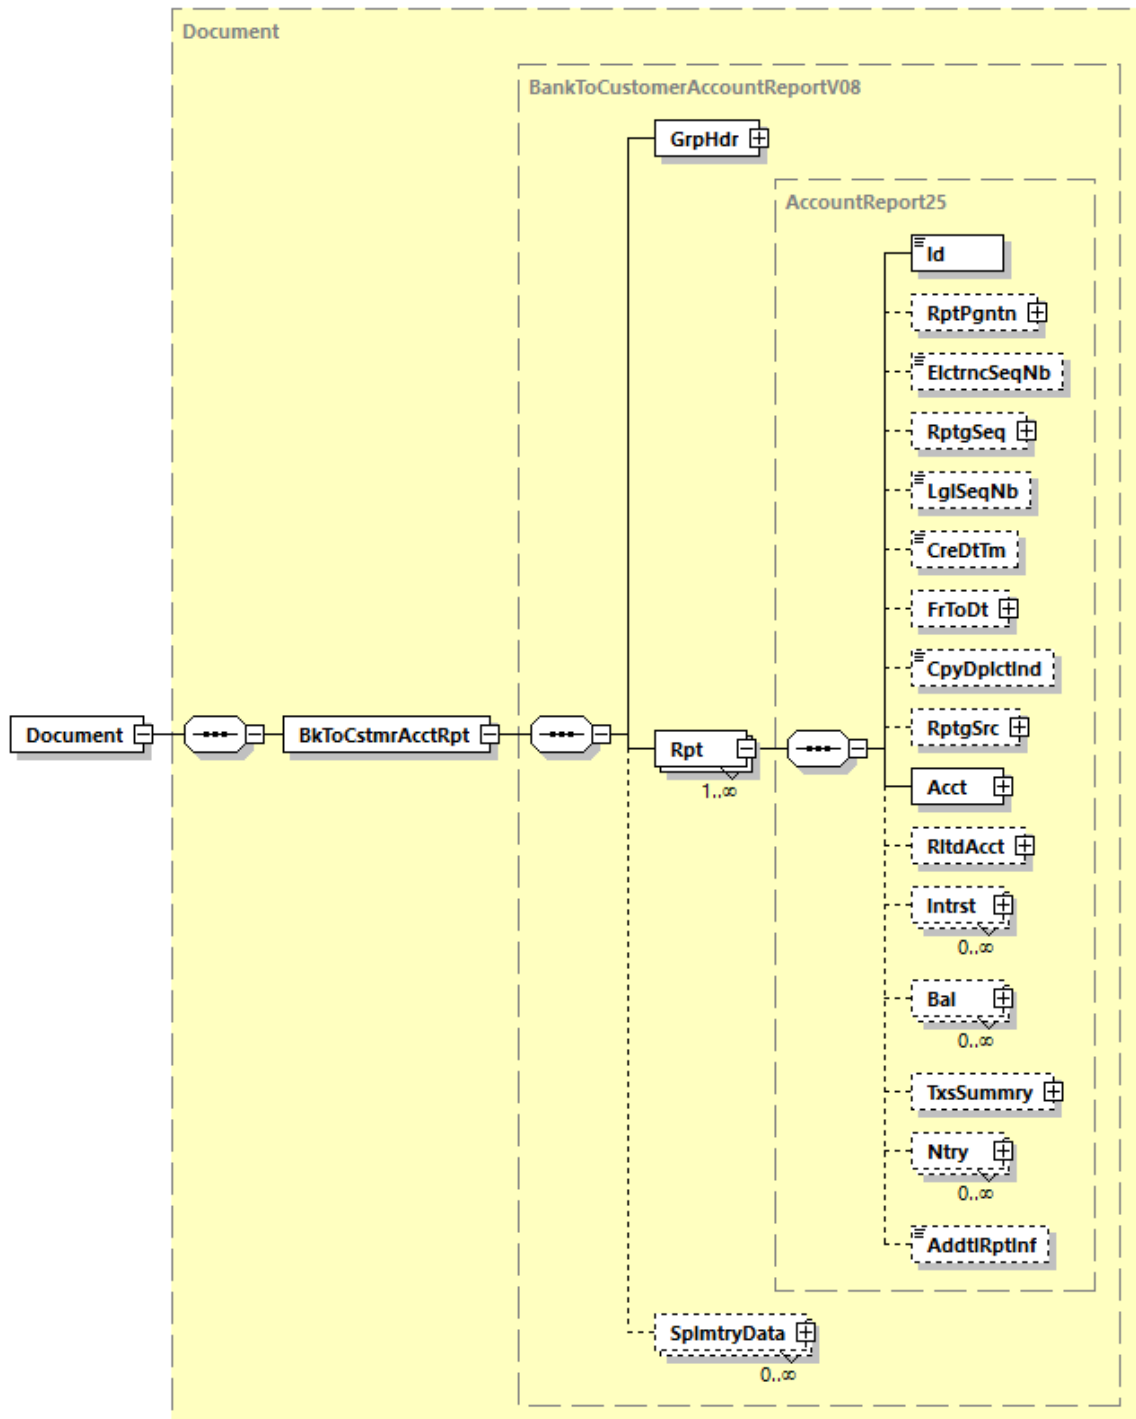 Document
BankToCustomerAccountReportV08
GrpHdr
AccountReport25
Id
RptPgntn
ElctrncSeqNb
RptgSeq
LglSeqNb
CreDtTm
FrToDt
CpyDplctInd
RptgSrc
Document
BkToCstmrAcctRpt
Rpt
1..∞
Acct
RltdAcct
Intrst
0..∞
Bal
0..∞
TxsSummry
Ntry
0..∞
AddtlRptInf
SplmtryData
0..∞